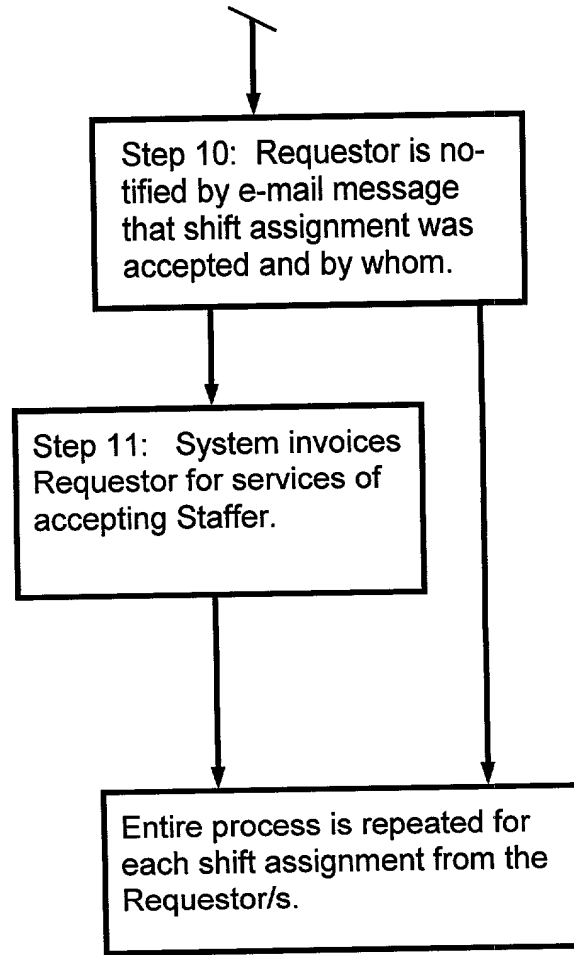 Step 10: Requestor is no-
tified by e-mail message
that shift assignment was
accepted and by whom.
Step 11: System invoices
Requestor for services of
accepting Staffer.
Entire process is repeated for
each shift assignment from the
Requestor/s.